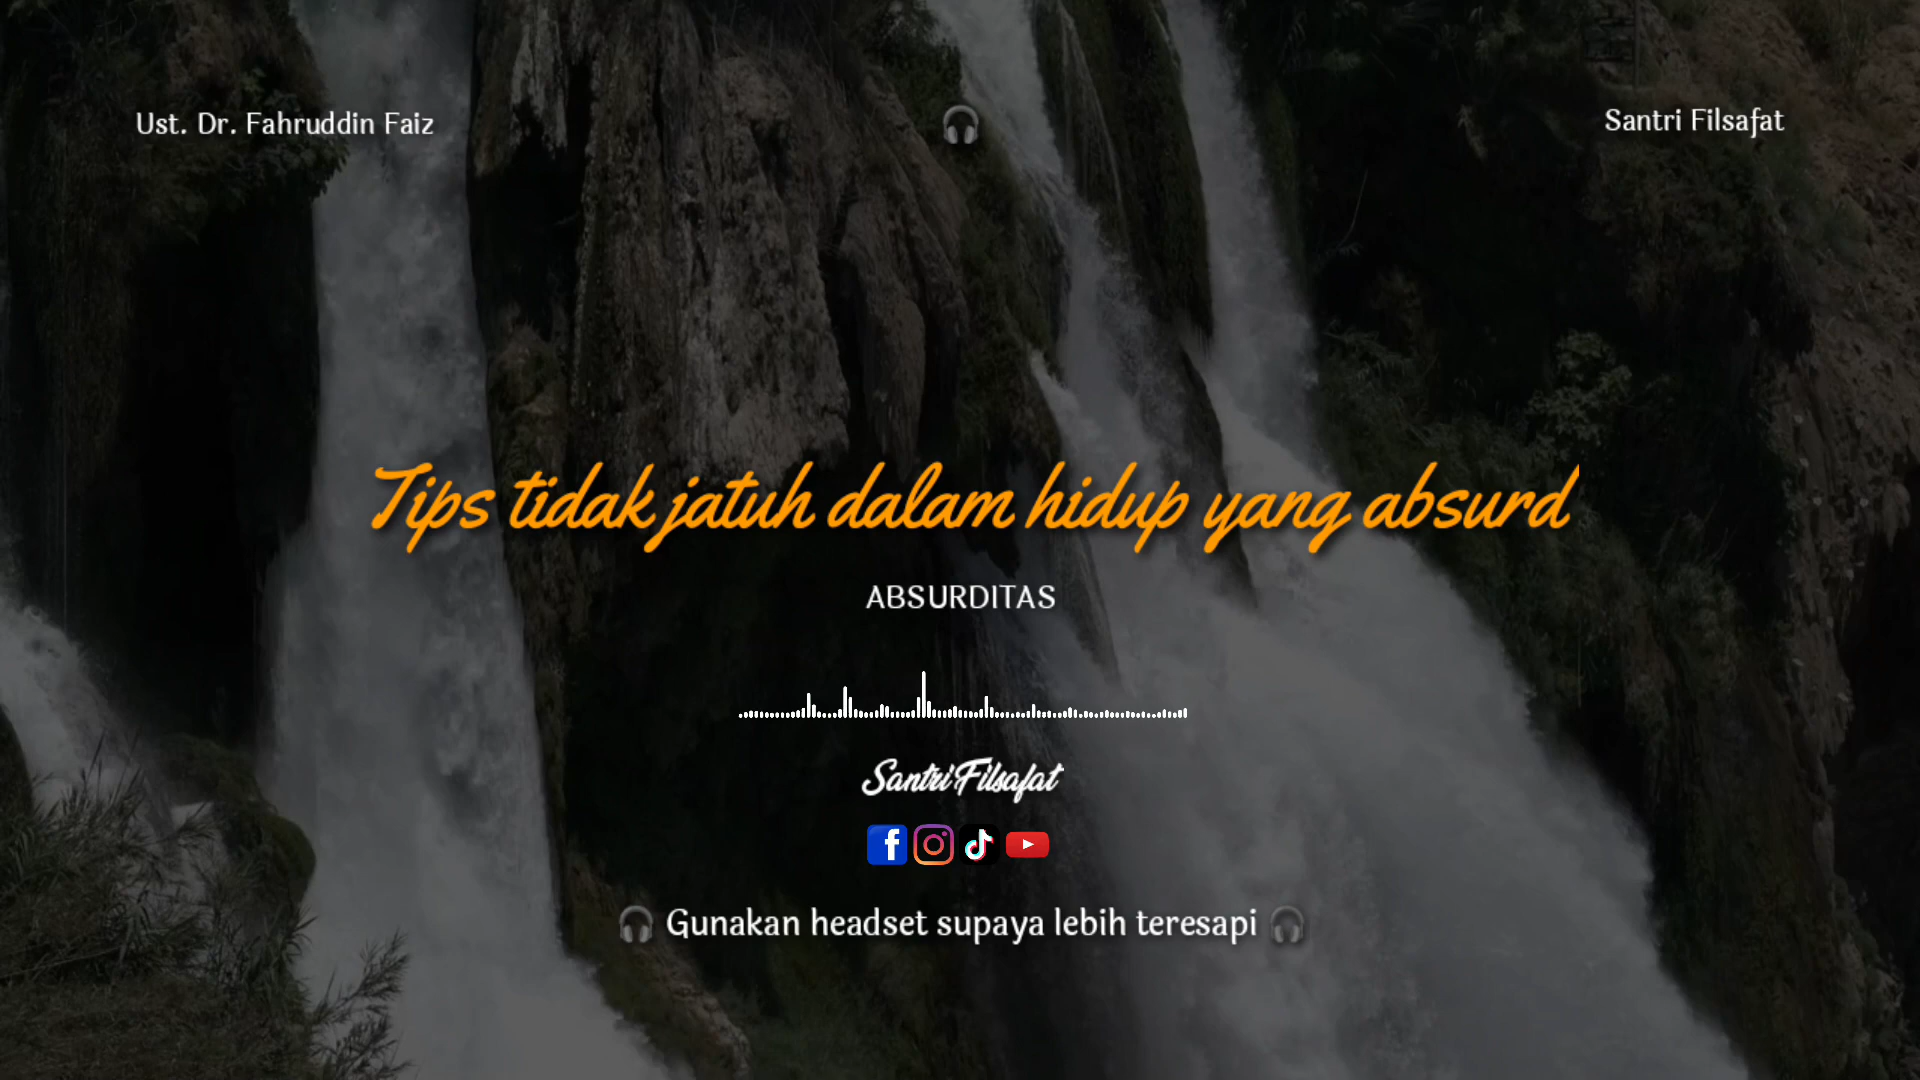 Ust. Dr. Fahruddin Faiz
Santri Filsafat
Tips tidak jatuh dalam hidup yang absurd
ABSURDITAS
Santri Filsafat
Gunakan headset supaya lebih teresapi